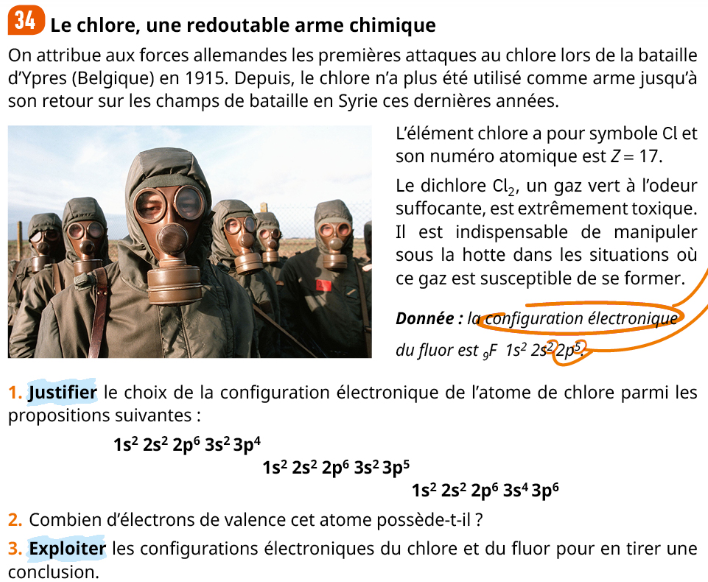 34 Le chlore, une redoutable arme chimique
On attribue aux forces allemandes les premières attaques au chlore lors de la bataille
d'Ypres (Belgique) en 1915. Depuis, le chlore n'a plus été utilisé comme arme jusqu'à
son retour sur les champs de bataille en Syrie ces dernières années.
L'élément chlore a pour symbole Cl et
son numéro atomique est Z = 17.
Le dichlore Cl₂, un gaz vert à l'odeur
suffocante, est extrêmement toxique.
Il est indispensable de manipuler
sous la hotte dans les situations où
ce gaz est susceptible de se former.
Donnée : la configuration électronique
du fluor est ₉F 1s² 2s² 2p⁵.
1. Justifier le choix de la configuration électronique de l'atome de chlore parmi les
propositions suivantes :
1s² 2s² 2p⁶ 3s² 3p⁴
1s² 2s² 2p⁶ 3s² 3p⁵
1s² 2s² 2p⁶ 3s⁴ 3p⁶
2. Combien d'électrons de valence cet atome possède-t-il ?
3. Exploiter les configurations électroniques du chlore et du fluor pour en tirer une
conclusion.